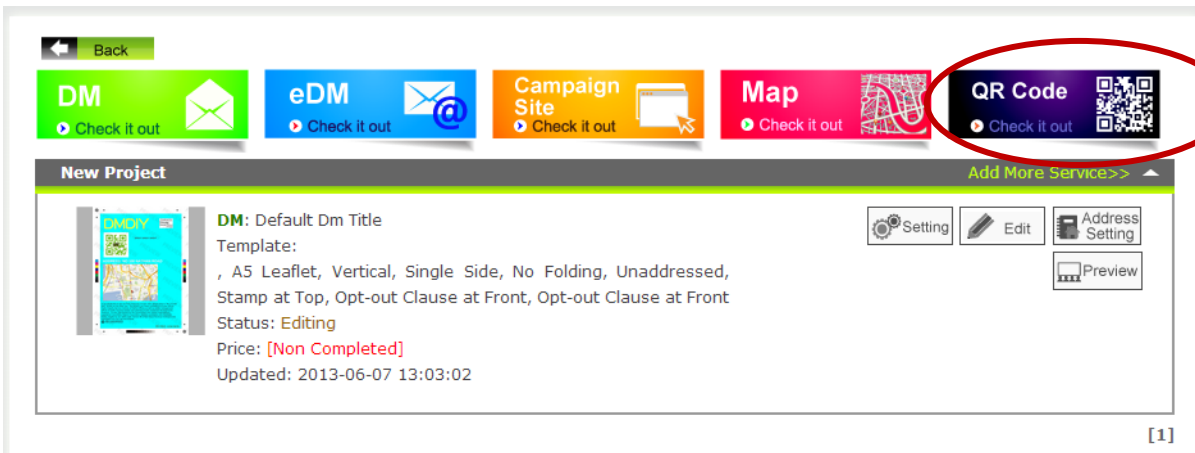 Back
DM
Check it out
eDM
@
Check it out
Campaign
Site
Check it out
Map
Check it out
QR Code
Check it out
New Project
Add More Service>>
DMDIY
DM: Default Dm Title
Template:
, A5 Leaflet, Vertical, Single Side, No Folding, Unaddressed,
Stamp at Top, Opt-out Clause at Front, Opt-out Clause at Front
Status: Editing
Price: [Non Completed]
Updated: 2013-06-07 13:03:02
Setting
Edit
Address
Setting
Preview
[1]